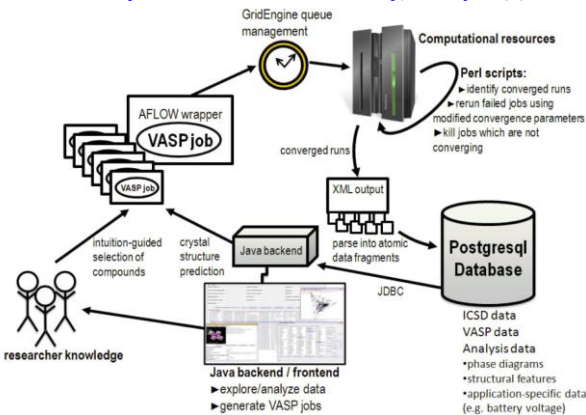 GridEngine queue
management
Computational resources
Perl scripts:
►identify converged runs
►rerun failed jobs using
modified convergence parameters
►kill jobs which are not
converging
AFLOW wrapper
VASP job
VASP job
converged runs
XML output
parse into atomic
data fragments
Postgresql
Database
intuition-guided
selection of
compounds
crystal
structure
prediction
Java backend
JDBC
researcher knowledge
ICSD data
VASP data
Analysis data
•phase diagrams
•structural features
•application-specific data
(e.g. battery voltage)
Java backend / frontend
►explore/analyze data
►generate VASP jobs